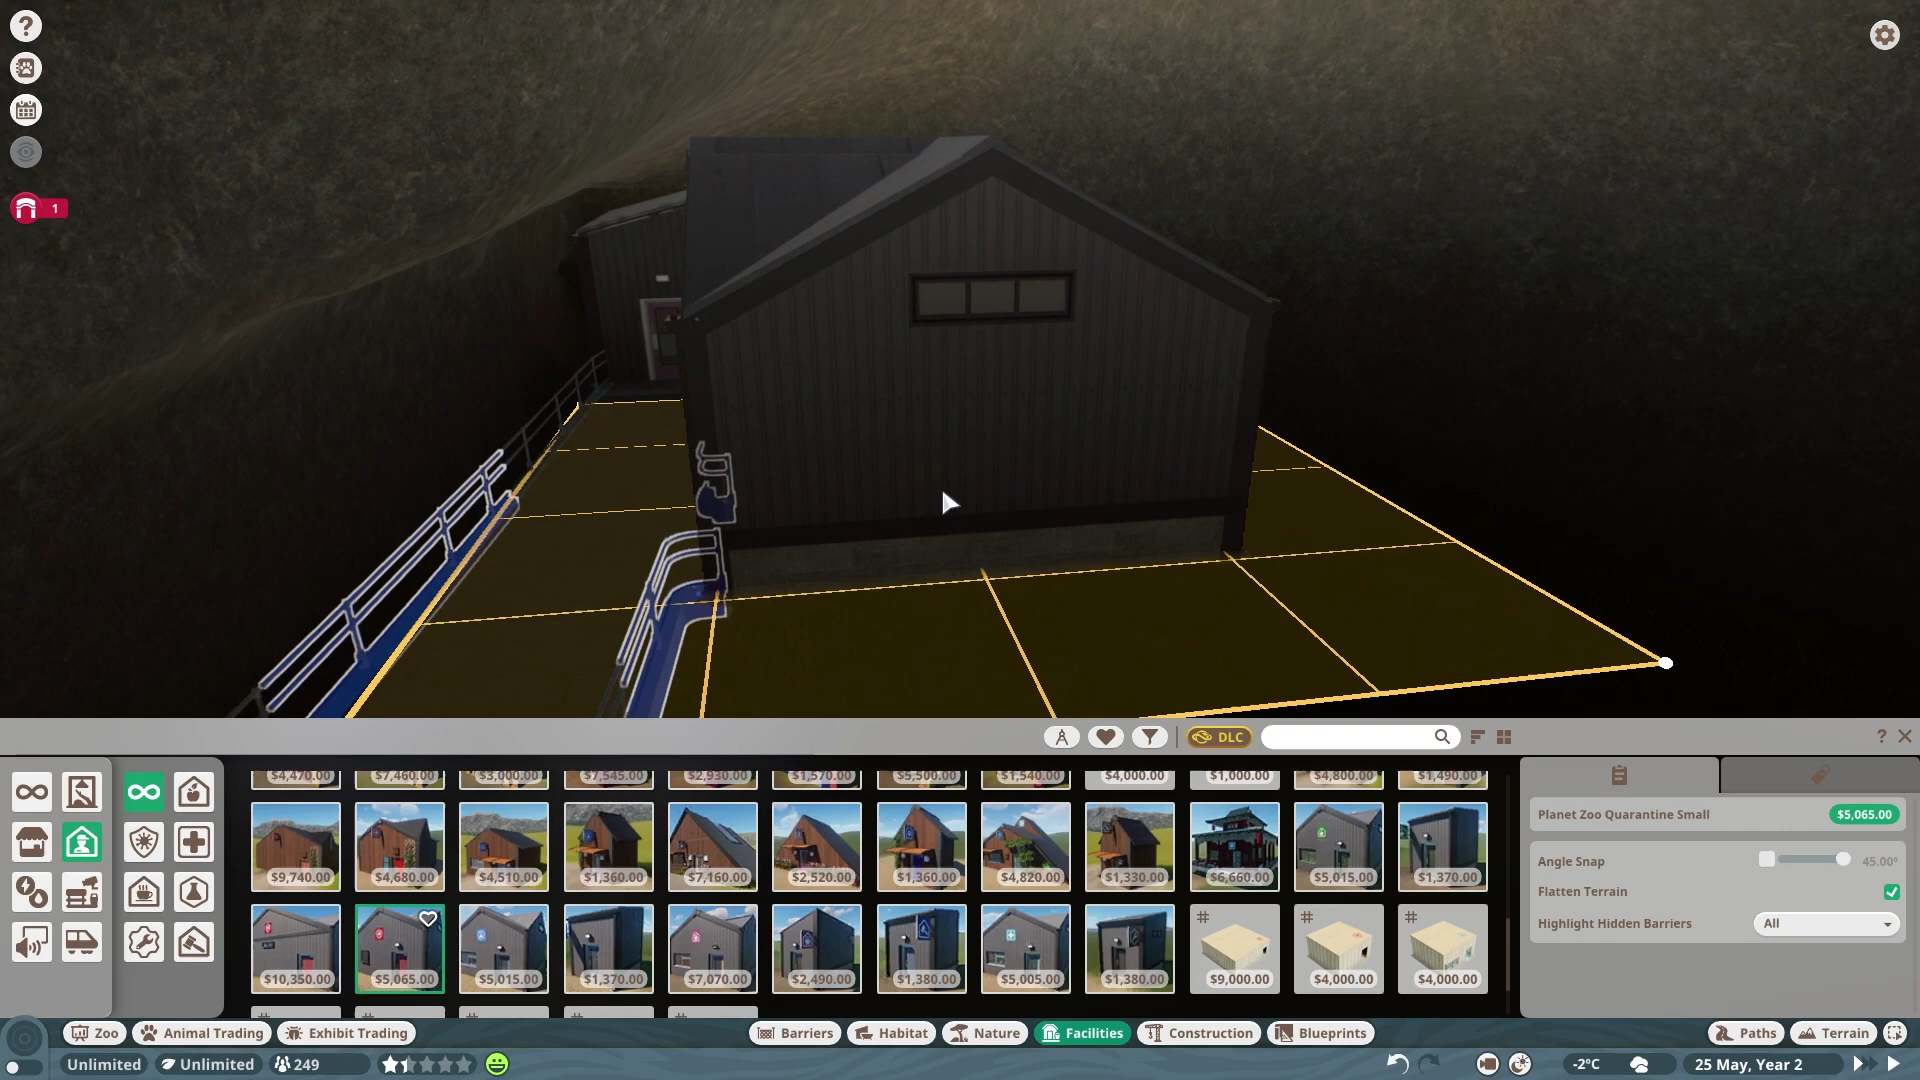 ?
1
DLC
?
$4,470.00 $7,460.00 $3,000.00 $7,545.00 $2,930.00 $1,570.00 $5,500.00 $1,540.00 $4,000.00 $1,000.00 $4,800.00 $1,490.00
Planet Zoo Quarantine Small $5,065.00
$9,740.00 $4,680.00 $4,510.00 $1,360.00 $7,160.00 $2,520.00 $1,360.00 $4,820.00 $1,330.00 $6,660.00 $5,015.00 $1,370.00
Angle Snap 45.00°
Flatten Terrain
Highlight Hidden Barriers All
# # #
$10,350.00 $5,065.00 $5,015.00 $1,370.00 $7,070.00 $2,490.00 $1,380.00 $5,005.00 $1,380.00 $9,000.00 $4,000.00 $4,000.00
Zoo Animal Trading Exhibit Trading Barriers Habitat Nature Facilities Construction Blueprints Paths Terrain
Unlimited Unlimited 249 -2°C 25 May, Year 2